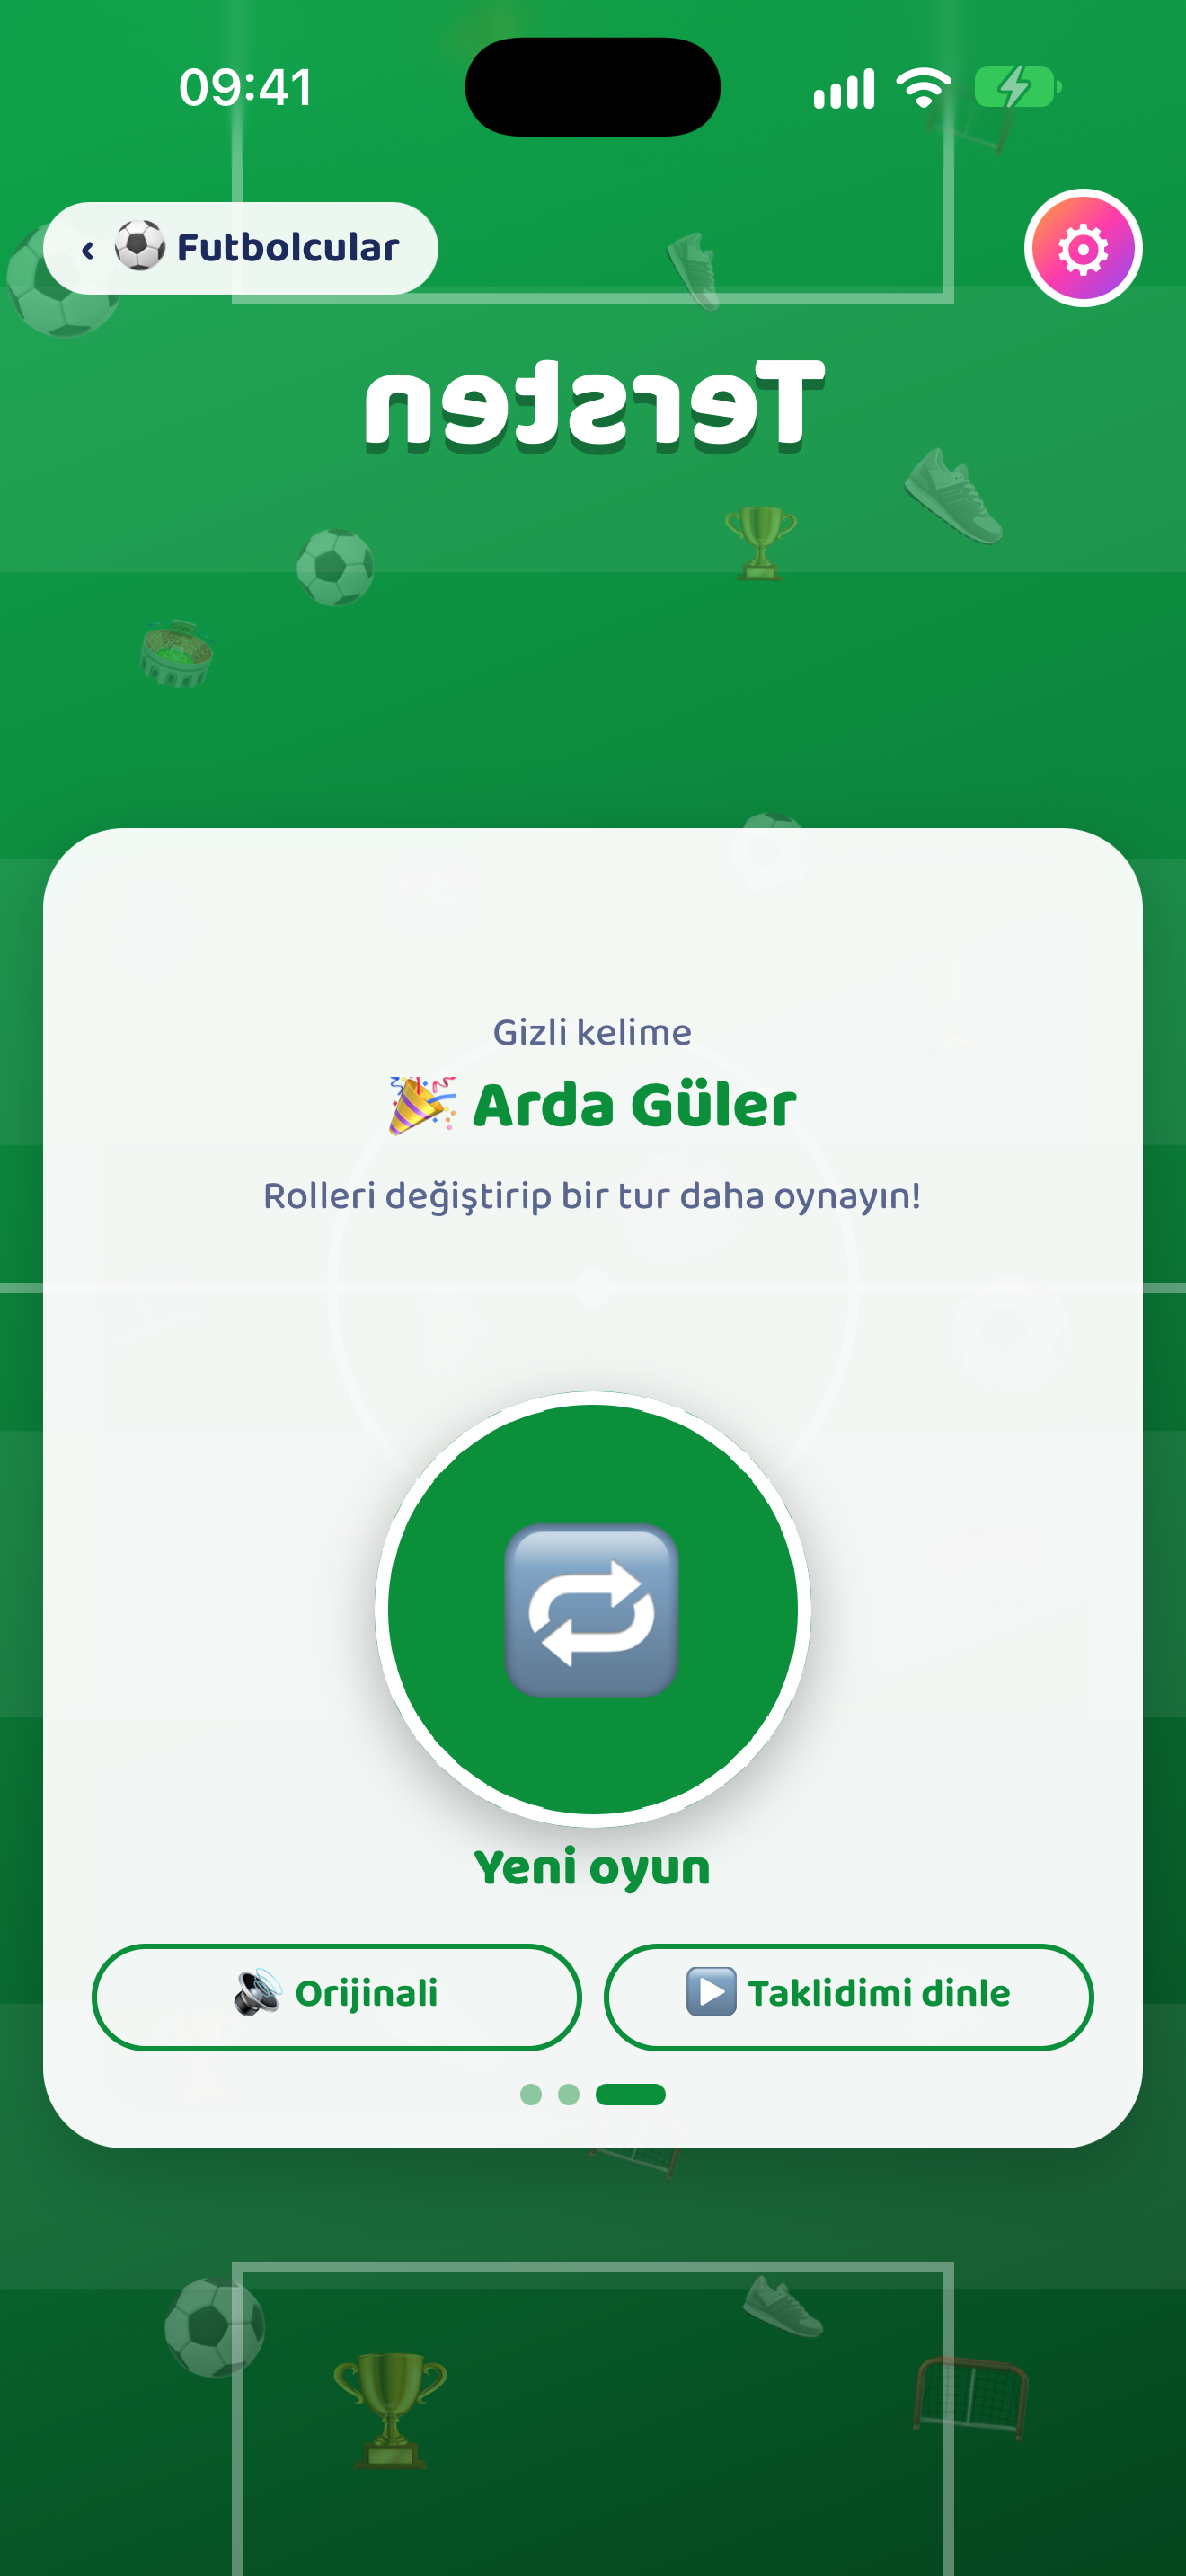 09:41
‹ ⚽ Futbolcular
Tersten
Gizli kelime
🎉 Arda Güler
Rolleri değiştirip bir tur daha oynayın!
Yeni oyun
🔊 Orijinali
▶️ Taklidimi dinle